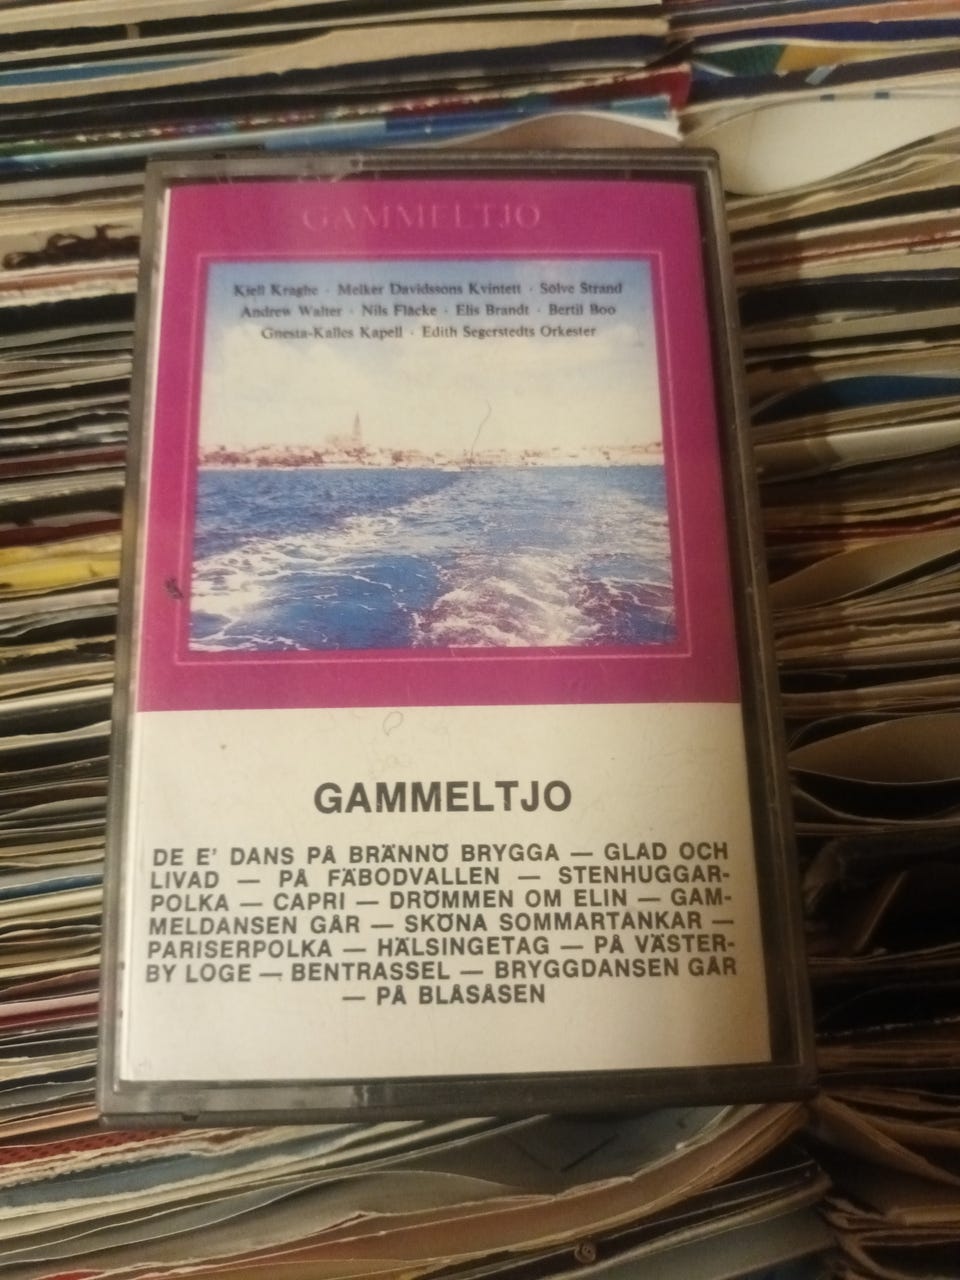 GAMMELTJO
Kjell Kraghe · Melker Davidssons Kvintett · Sölve Strand
Andrew Walter · Nils Fläcke · Elis Brandt · Bertil Boo
Gnesta-Kalles Kapell · Edith Segerstedts Orkester
GAMMELTJO
DE E' DANS PÅ BRÄNNÖ BRYGGA — GLAD OCH
LIVAD — PÅ FÄBODVALLEN — STENHUGGAR-
POLKA — CAPRI — DRÖMMEN OM ELIN — GAM-
MELDANSEN GÅR — SKÖNA SOMMARTANKAR —
PARISERPOLKA — HÄLSINGETAG — PÅ VÄSTER-
BY LOGE — BENTRASSEL — BRYGGDANSEN GÅR
— PÅ BLÅSÅSEN